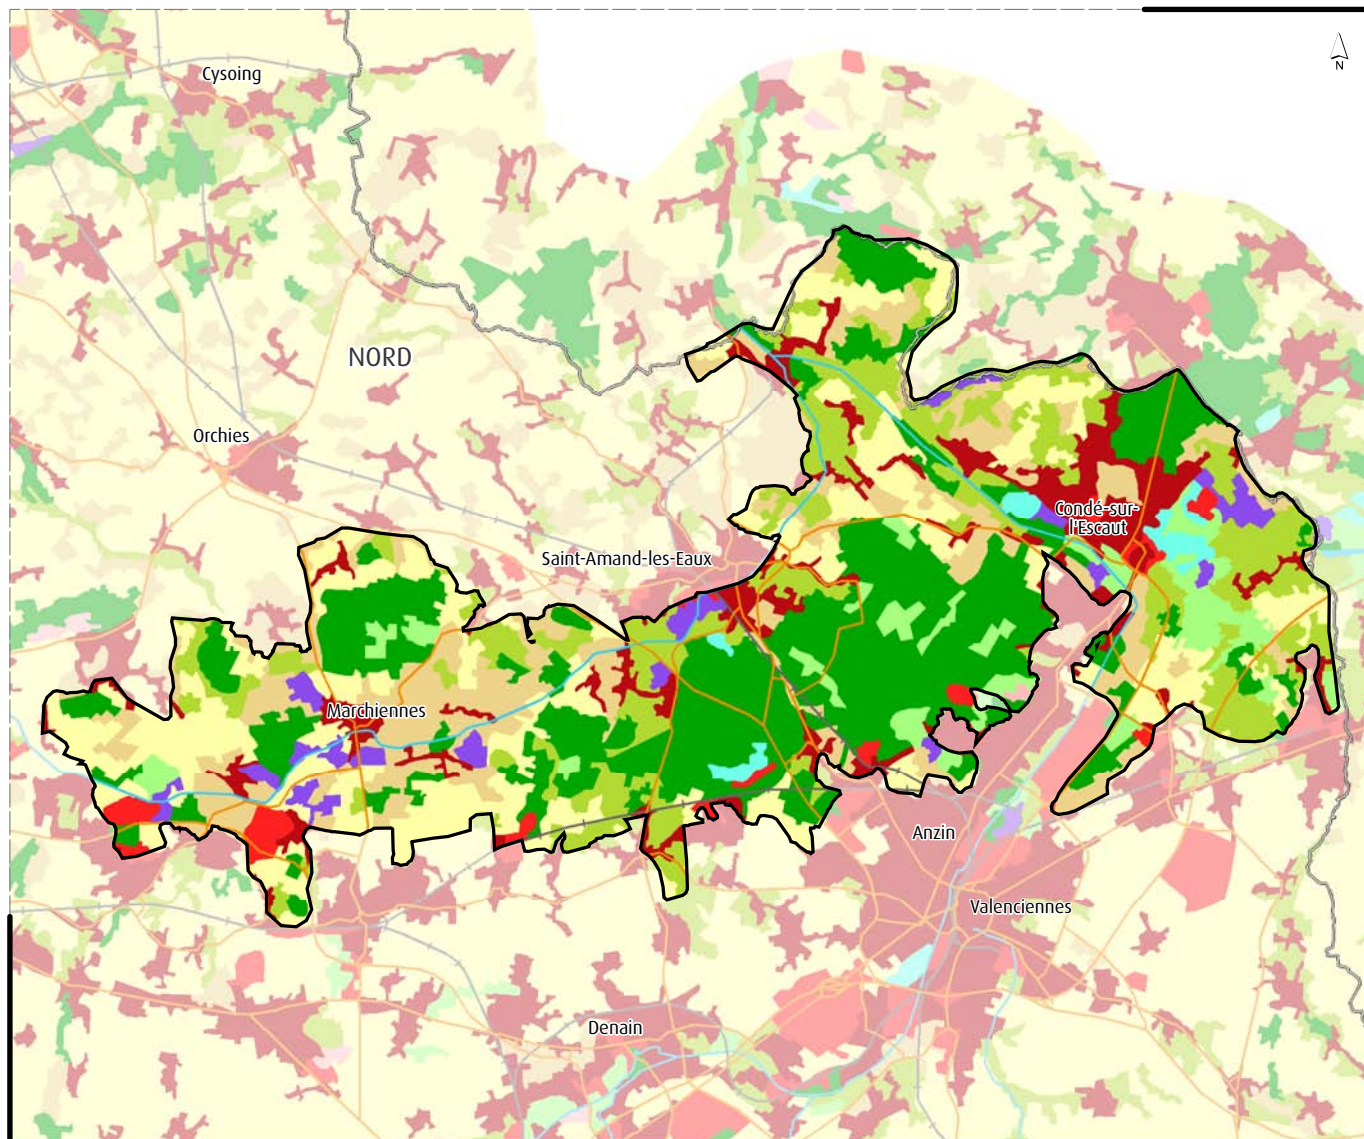 N
Cysoing
NORD
Orchies
Condé-sur-
l'Escaut
Saint-Amand-les-Eaux
Marchiennes
Anzin
Valenciennes
Denain